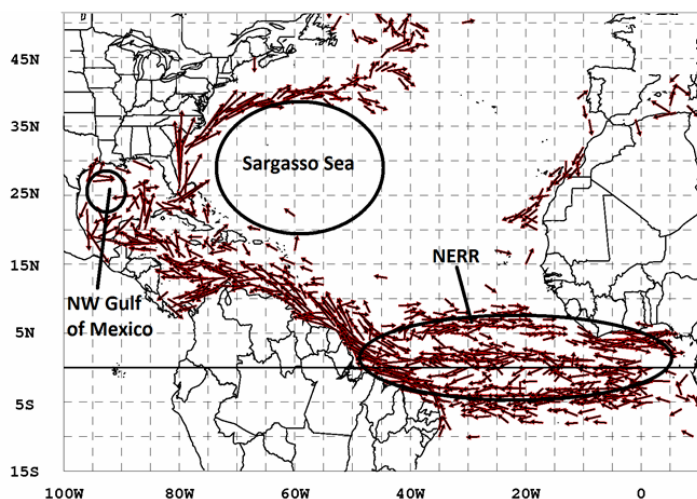 45N
35N
Sargasso Sea
25N
15N
NERR
NW Gulf
of Mexico
5N
0
5S
15S
100W
80W
60W
40W
20W
0